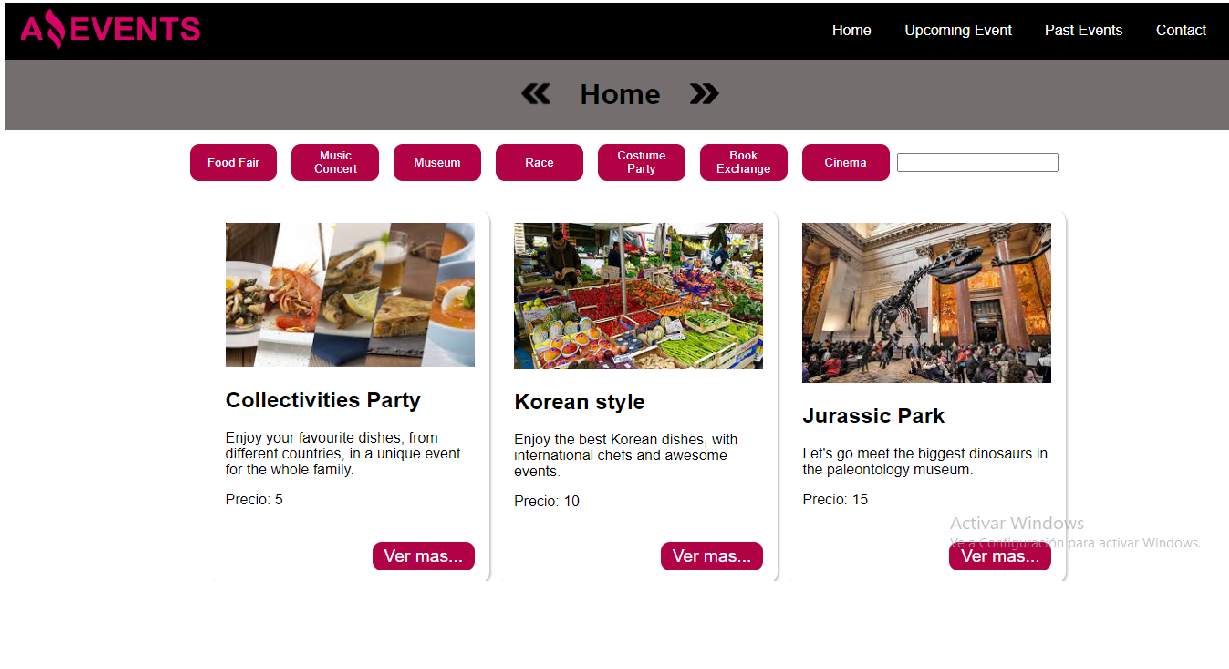 A EVENTS
Home
Upcoming Event
Past Events
Contact
Home
Food Fair
Music
Concert
Museum
Race
Costume
Party
Book
Exchange
Cinema
Collectivities Party
Enjoy your favourite dishes, from
different countries, in a unique event
for the whole family.
Precio: 5
Ver mas...
Korean style
Enjoy the best Korean dishes, with
international chefs and awesome
events.
Precio: 10
Ver mas...
Jurassic Park
Let's go meet the biggest dinosaurs in
the paleontology museum.
Precio: 15
Ver mas...
Activar Windows
Ve a Configuración para activar Windows.